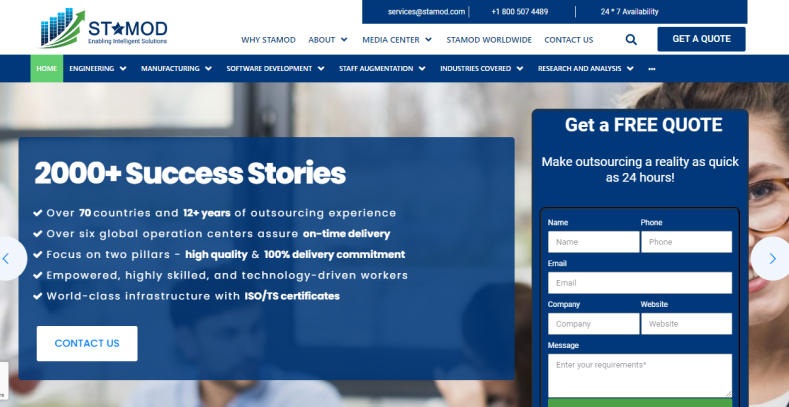 services@stamod.com
+1 800 507 4489
24 * 7 Availability
STAMOD
Enabling Intelligent Solutions
WHY STAMOD
ABOUT
MEDIA CENTER
STAMOD WORLDWIDE
CONTACT US
GET A QUOTE
HOME
ENGINEERING
MANUFACTURING
SOFTWARE DEVELOPMENT
STAFF AUGMENTATION
INDUSTRIES COVERED
RESEARCH AND ANALYSIS
2000+ Success Stories
Over 70 countries and 12+ years of outsourcing experience
Over six global operation centers assure on-time delivery
Focus on two pillars - high quality & 100% delivery commitment
Empowered, highly skilled, and technology-driven workers
World-class infrastructure with ISO/TS certificates
CONTACT US
Get a FREE QUOTE
Make outsourcing a reality as quick
as 24 hours!
Name
Phone
Name
Phone
Email
Email
Company
Website
Company
Website
Message
Enter your requirements*